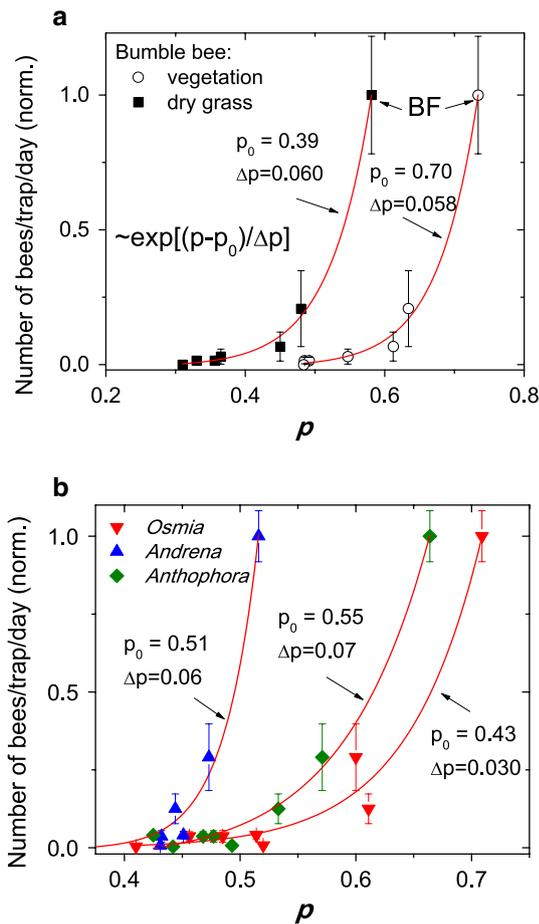 a
Bumble bee:
vegetation
dry grass
BF
p₀ = 0.39
Δp=0.060
p₀ = 0.70
Δp=0.058
~exp[(p-p₀)/Δp]
Number of bees/trap/day (norm.)
1.0
0.5
0.0
0.2 0.4 0.6 0.8
p
b
Osmia
Andrena
Anthophora
p₀ = 0.51
Δp=0.06
p₀ = 0.55
Δp=0.07
p₀ = 0.43
Δp=0.030
Number of bees/trap/day (norm.)
1.0
0.5
0.0
0.4 0.5 0.6 0.7
p